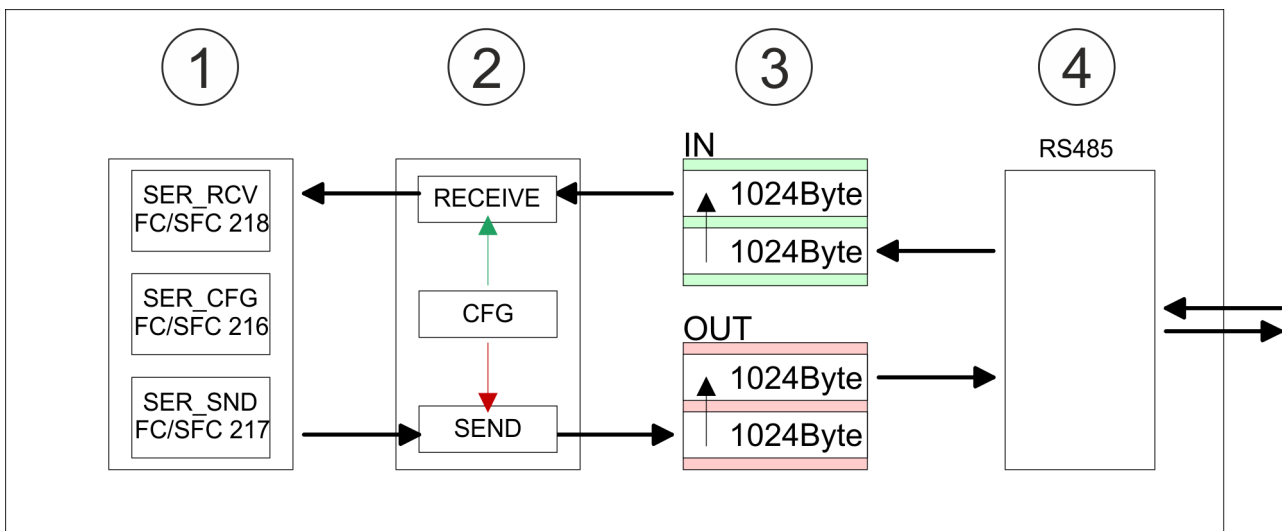 1
2
3
4
SER_RCV
FC/SFC 218
SER_CFG
FC/SFC 216
SER_SND
FC/SFC 217
RECEIVE
CFG
SEND
IN
1024Byte
1024Byte
OUT
1024Byte
1024Byte
RS485